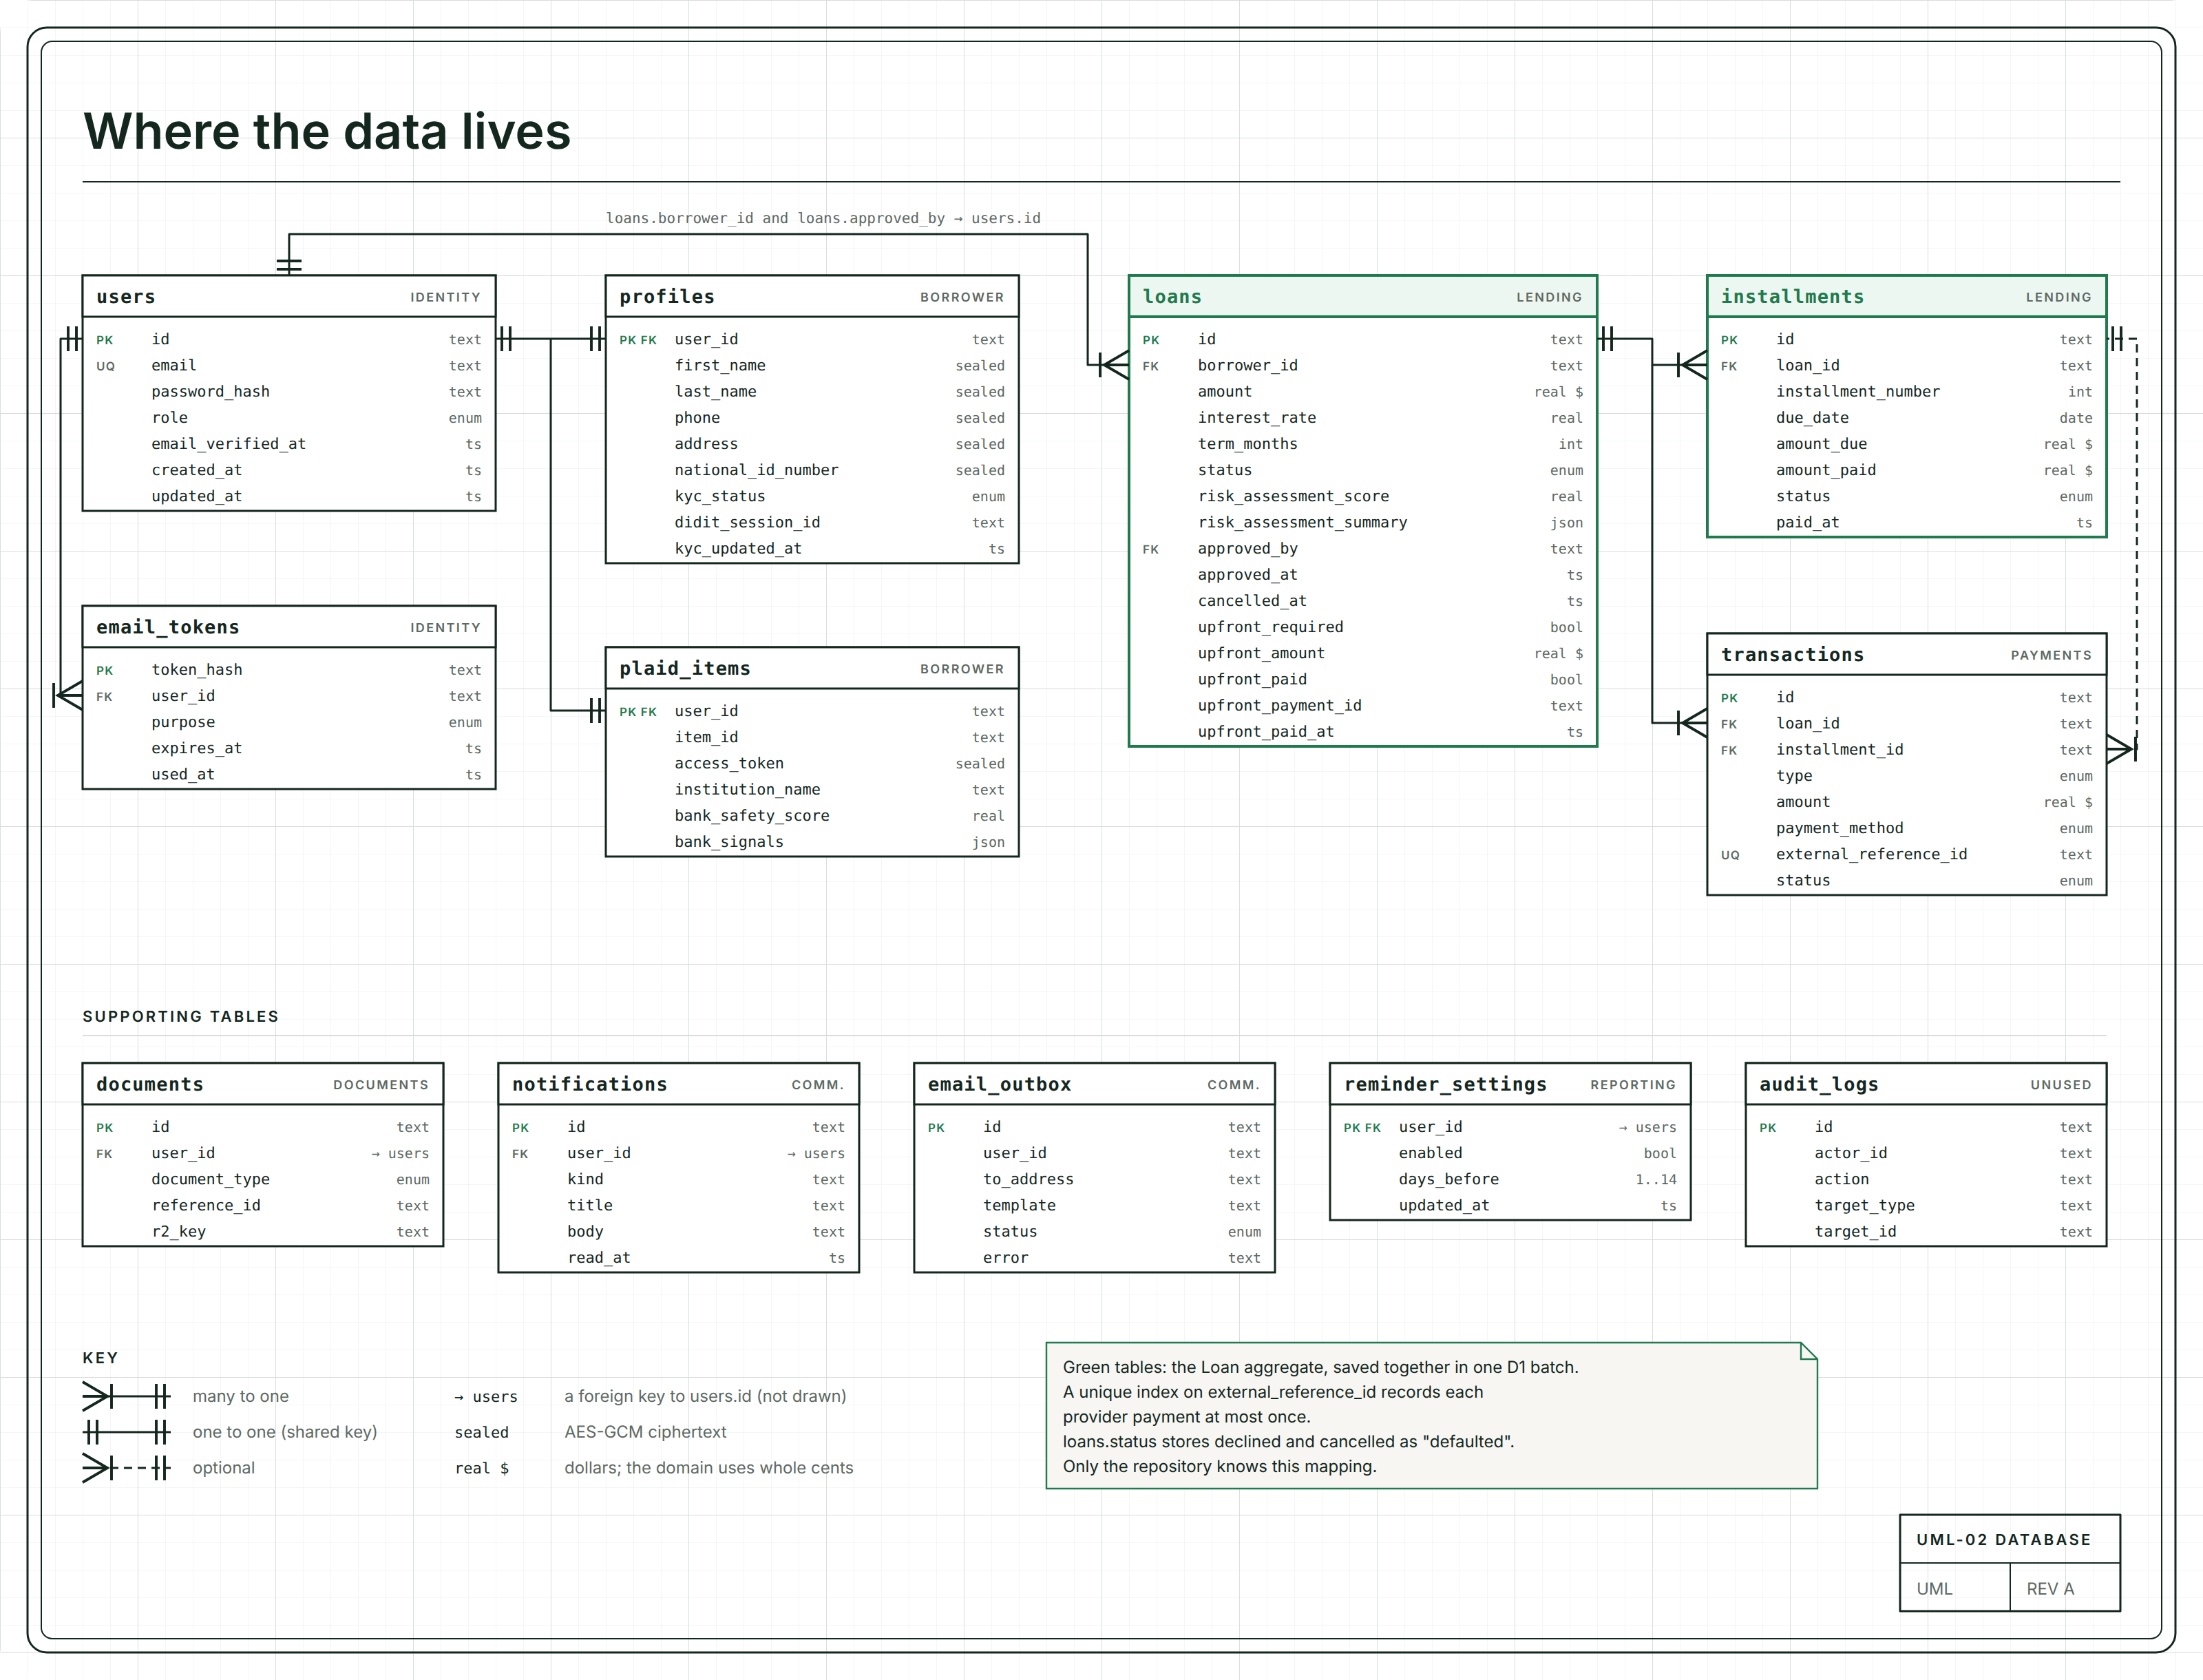 Where the data lives
loans.borrower_id and loans.approved_by → users.id
users IDENTITY
PK id text
UQ email text
password_hash text
role enum
email_verified_at ts
created_at ts
updated_at ts
profiles BORROWER
PK FK user_id text
first_name sealed
last_name sealed
phone sealed
address sealed
national_id_number sealed
kyc_status enum
didit_session_id text
kyc_updated_at ts
loans LENDING
PK id text
FK borrower_id text
amount real $
interest_rate real
term_months int
status enum
risk_assessment_score real
risk_assessment_summary json
FK approved_by text
approved_at ts
cancelled_at ts
upfront_required bool
upfront_amount real $
upfront_paid bool
upfront_payment_id text
upfront_paid_at ts
installments LENDING
PK id text
FK loan_id text
installment_number int
due_date date
amount_due real $
amount_paid real $
status enum
paid_at ts
email_tokens IDENTITY
PK token_hash text
FK user_id text
purpose enum
expires_at ts
used_at ts
plaid_items BORROWER
PK FK user_id text
item_id text
access_token sealed
institution_name text
bank_safety_score real
bank_signals json
transactions PAYMENTS
PK id text
FK loan_id text
FK installment_id text
type enum
amount real $
payment_method enum
UQ external_reference_id text
status enum
SUPPORTING TABLES
documents DOCUMENTS
PK id text
FK user_id → users
document_type enum
reference_id text
r2_key text
notifications COMM.
PK id text
FK user_id → users
kind text
title text
body text
read_at ts
email_outbox COMM.
PK id text
user_id text
to_address text
template text
status enum
error text
reminder_settings REPORTING
PK FK user_id → users
enabled bool
days_before 1..14
updated_at ts
audit_logs UNUSED
PK id text
actor_id text
action text
target_type text
target_id text
KEY
many to one
one to one (shared key)
optional
→ users a foreign key to users.id (not drawn)
sealed AES-GCM ciphertext
real $ dollars; the domain uses whole cents
Green tables: the Loan aggregate, saved together in one D1 batch.
A unique index on external_reference_id records each
provider payment at most once.
loans.status stores declined and cancelled as "defaulted".
Only the repository knows this mapping.
UML-02 DATABASE
UML REV A